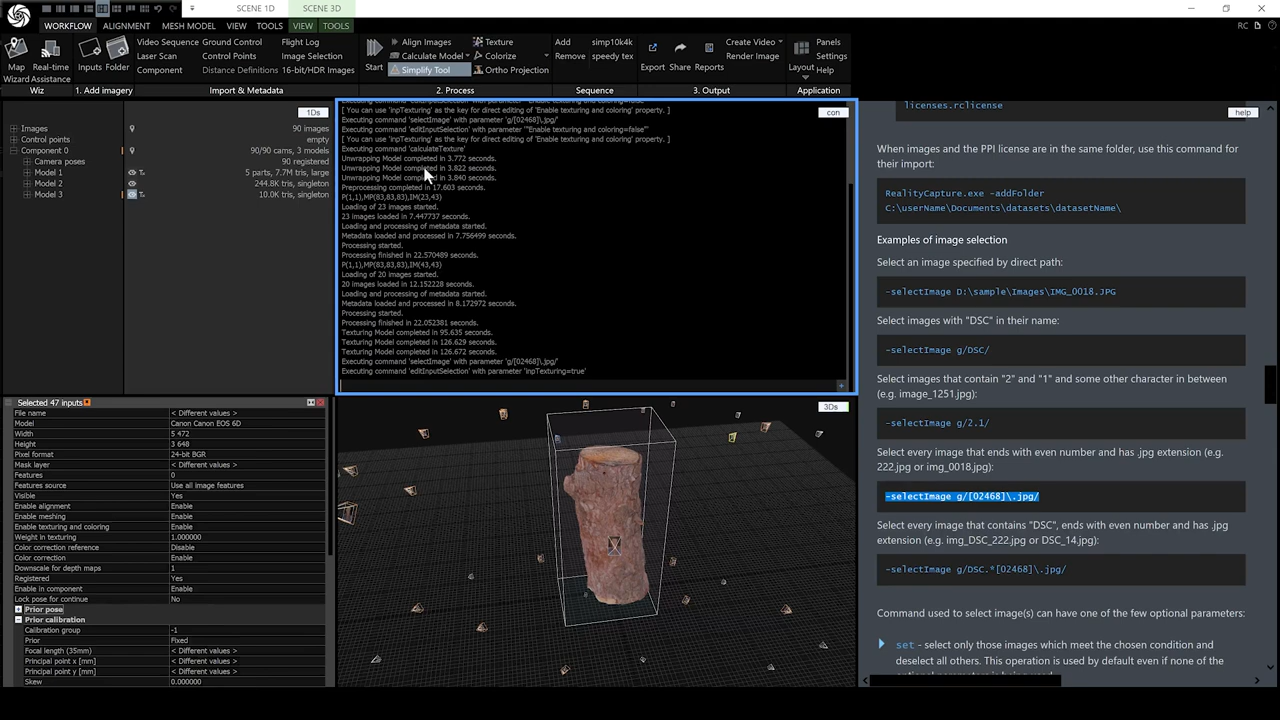 SCENE 1D
SCENE 3D
RC
WORKFLOW
ALIGNMENT
MESH MODEL
VIEW
TOOLS
VIEW
TOOLS
Map Wizard
Real-time Assistance
Wiz
Inputs
Folder
1. Add imagery
Video Sequence
Laser Scan
Component
Ground Control
Control Points
Distance Definitions
Flight Log
Image Selection
16-bit/HDR Images
Import & Metadata
Start
Align Images
Calculate Model
Simplify Tool
Texture
Colorize
Ortho Projection
2. Process
Add
Remove
simp10k4k
speedy tex
Sequence
Export
Share
Reports
Create Video
Render Image
3. Output
Layout
Panels
Settings
Help
Application
1Ds
Images 90 images
Control points empty
Component 0 90/90 cams, 3 models
Camera poses 90 registered
Model 1 5 parts, 7.7M tris, large
Model 2 244.8K tris, singleton
Model 3 10.0K tris, singleton
con
[ You can use 'inpTexturing' as the key for direct editing of 'Enable texturing and coloring' property. ]
Executing command 'selectImage' with parameter 'g/[02468]\.jpg/'
Executing command 'editInputSelection' with parameter '"Enable texturing and coloring=false"'
[ You can use 'inpTexturing' as the key for direct editing of 'Enable texturing and coloring' property. ]
Executing command 'calculateTexture'
Unwrapping Model completed in 3.772 seconds.
Unwrapping Model completed in 3.822 seconds.
Unwrapping Model completed in 3.840 seconds.
Preprocessing completed in 17.603 seconds.
P(1,1),MP(83,83,83),IM(23,43)
Loading of 23 images started.
23 images loaded in 7.447737 seconds.
Loading and processing of metadata started.
Metadata loaded and processed in 7.756499 seconds.
Processing started.
Processing finished in 22.570489 seconds.
P(1,1),MP(83,83,83),IM(43,43)
Loading of 20 images started.
20 images loaded in 12.152228 seconds.
Loading and processing of metadata started.
Metadata loaded and processed in 8.172972 seconds.
Processing started.
Processing finished in 22.052381 seconds.
Texturing Model completed in 95.635 seconds.
Texturing Model completed in 126.629 seconds.
Texturing Model completed in 126.672 seconds.
Executing command 'selectImage' with parameter 'g/[02468]\.jpg/'
Executing command 'editInputSelection' with parameter 'inpTexturing=true'
Selected 47 inputs
File name < Different values >
Model Canon Canon EOS 6D
Width 5 472
Height 3 648
Pixel format 24-bit BGR
Mask layer < Different values >
Features 0
Features source Use all image features
Visible Yes
Enable alignment Enable
Enable meshing Enable
Enable texturing and coloring Enable
Weight in texturing 1.000000
Color correction reference Disable
Color correction Enable
Downscale for depth maps 1
Registered Yes
Enable in component Enable
Lock pose for continue No
Prior pose
Prior calibration
Calibration group -1
Prior Fixed
Focal length (35mm) < Different values >
Principal point x [mm] < Different values >
Principal point y [mm] < Different values >
Skew 0.000000
3Ds
help
licenses.rclicense
When images and the PPI license are in the same folder, use this command for
their import:
RealityCapture.exe -addFolder
C:\userName\Documents\datasets\datasetName\
Examples of image selection
Select an image specified by direct path:
-selectImage D:\sample\Images\IMG_0018.JPG
Select images with "DSC" in their name:
-selectImage g/DSC/
Select images that contain "2" and "1" and some other character in between
(e.g. image_1251.jpg):
-selectImage g/2.1/
Select every image that ends with even number and has .jpg extension (e.g.
222.jpg or img_0018.jpg):
-selectImage g/[02468]\.jpg/
Select every image that contains "DSC", ends with even number and has .jpg
extension (e.g. img_DSC_222.jpg or DSC_14.jpg):
-selectImage g/DSC.*[02468]\.jpg/
Command used to select image(s) can have one of the few optional parameters:
set - select only those images which meet the chosen condition and
deselect all others. This operation is used by default even if none of the